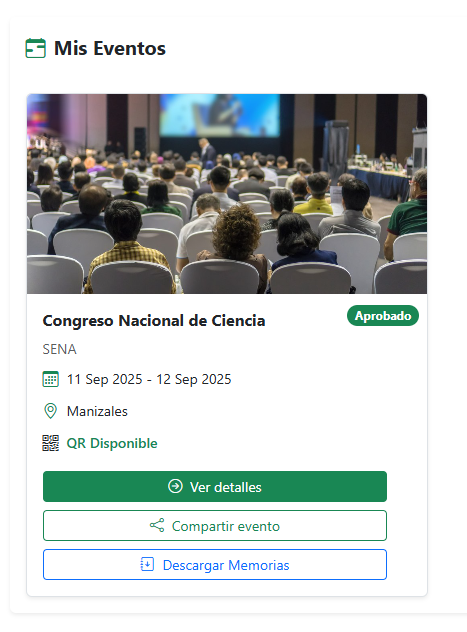 Mis Eventos
Congreso Nacional de Ciencia
Aprobado
SENA
11 Sep 2025 - 12 Sep 2025
Manizales
QR Disponible
Ver detalles
Compartir evento
Descargar Memorias